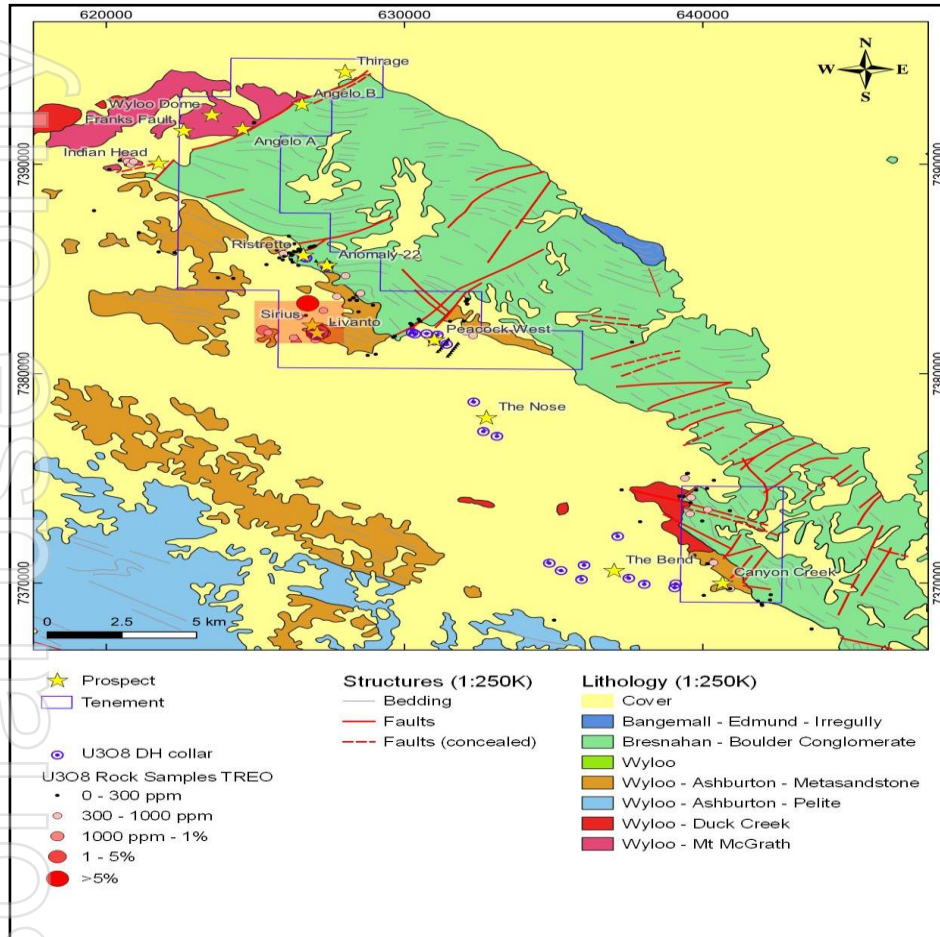 620000
630000
640000
N
W E
S
Thirage
Angelo B
Wyloo Dome
Franks Fault
Angelo A
Indian Head
7390000
7390000
Ristretto
Anomaly 22
Sirius
Livanto
Peacock West
7380000
7380000
The Nose
The Bend
Canyon Creek
7370000
7370000
0 2.5 5 km
Prospect
Tenement
U3O8 DH collar
U3O8 Rock Samples TREO
0 - 300 ppm
300 - 1000 ppm
1000 ppm - 1%
1 - 5%
>5%
Structures (1:250K)
Bedding
Faults
Faults (concealed)
Lithology (1:250K)
Cover
Bangemall - Edmund - Irregully
Bresnahan - Boulder Conglomerate
Wyloo
Wyloo - Ashburton - Metasandstone
Wyloo - Ashburton - Pelite
Wyloo - Duck Creek
Wyloo - Mt McGrath